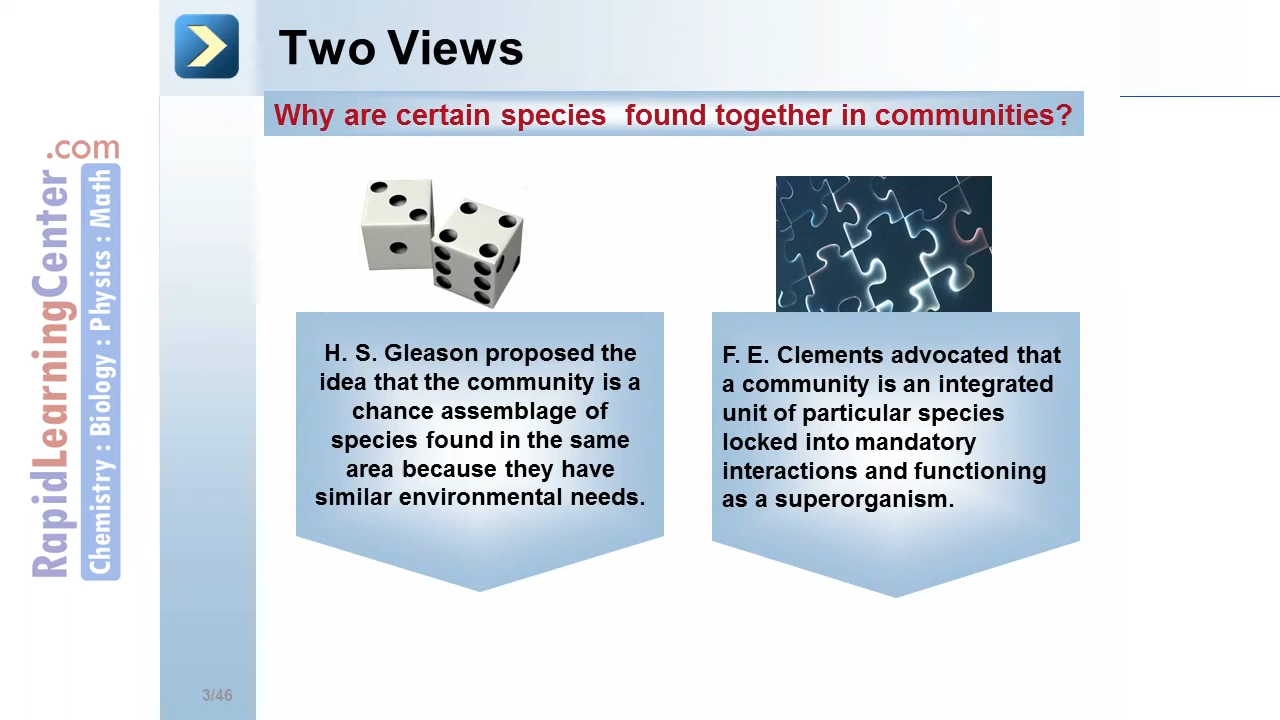 Two Views
Why are certain species  found together in communities?
H. S. Gleason proposed the
idea that the community is a
chance assemblage of
species found in the same
area because they have
similar environmental needs.
F. E. Clements advocated that
a community is an integrated
unit of particular species
locked into mandatory
interactions and functioning
as a superorganism.
RapidLearningCenter.com
Chemistry : Biology : Physics : Math
3/46